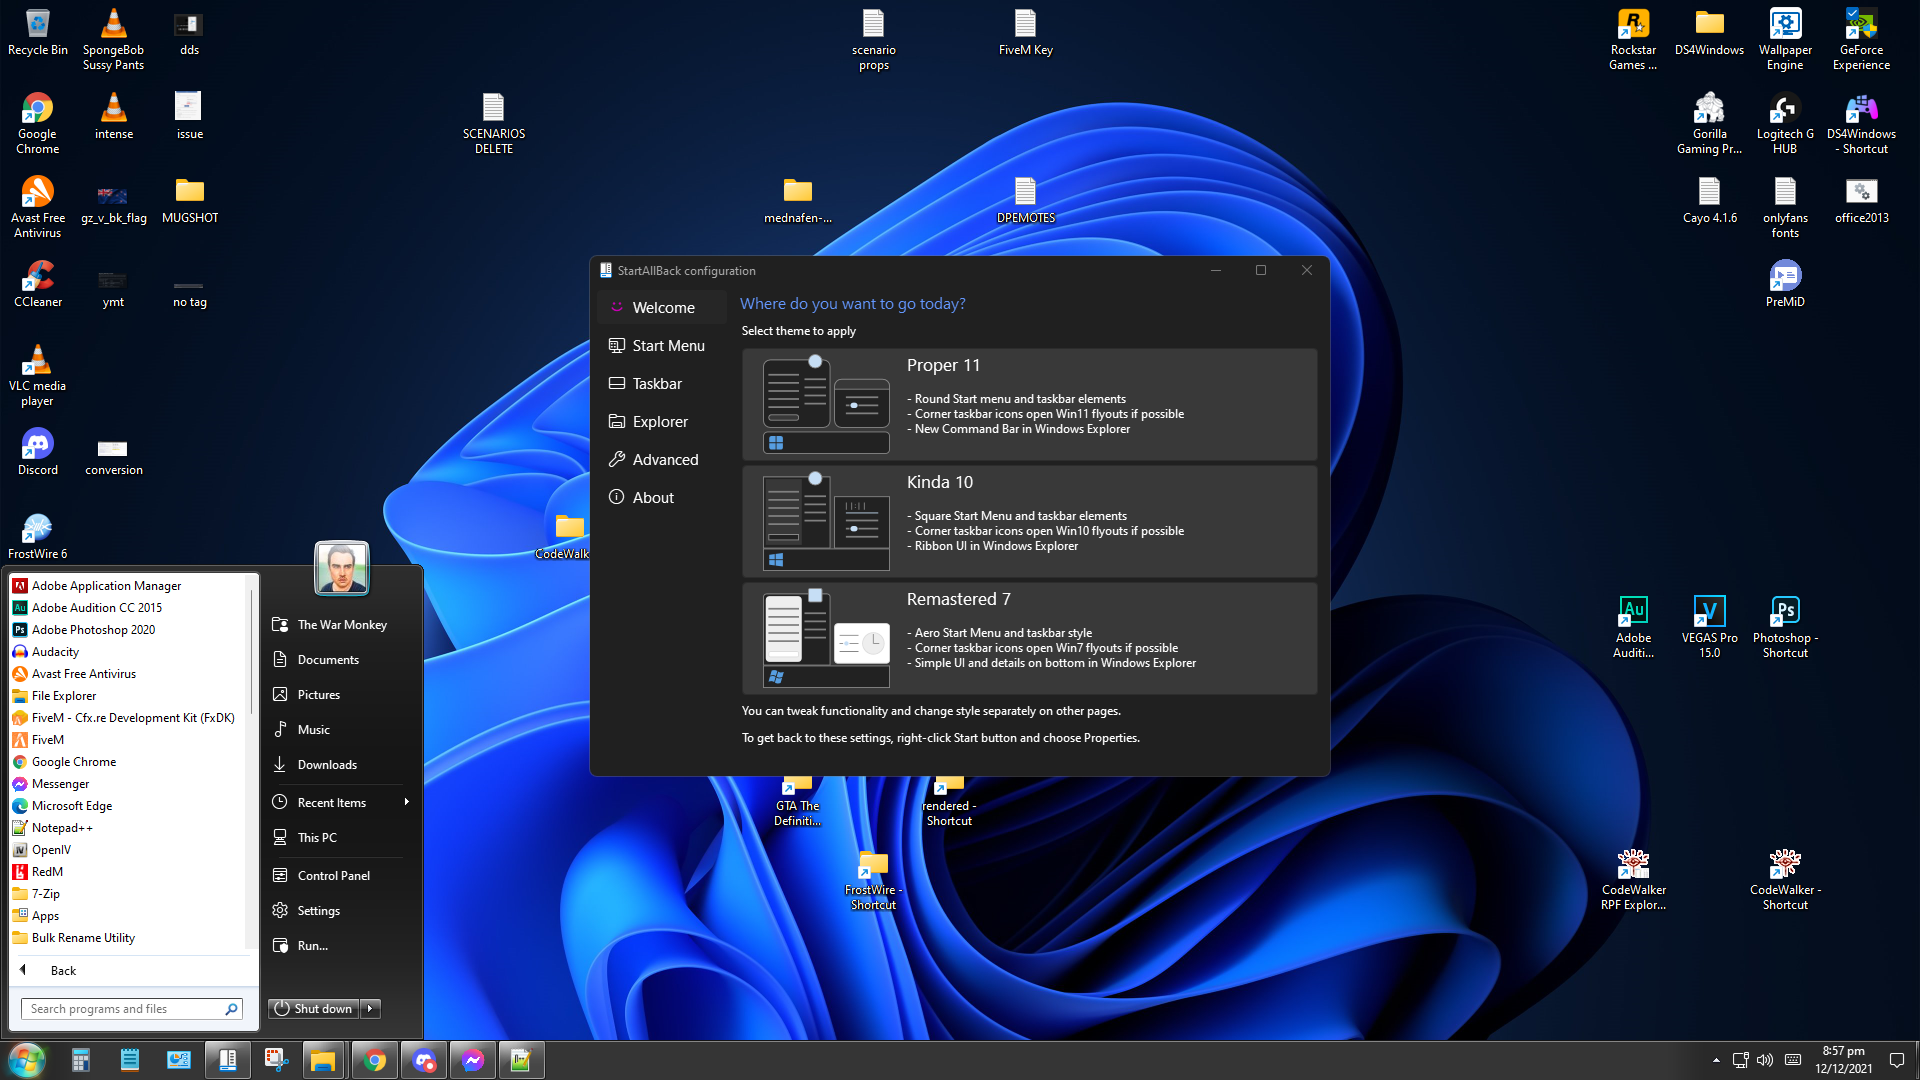 Recycle Bin
SpongeBob
Sussy Pants
dds
scenario
props
FiveM Key
Rockstar
Games ...
DS4Windows
Wallpaper
Engine
GeForce
Experience
Google
Chrome
intense
issue
SCENARIOS
DELETE
Gorilla
Gaming Pr...
Logitech G
HUB
DS4Windows
- Shortcut
Avast Free
Antivirus
gz_v_bk_flag
MUGSHOT
mednafen-...
DPEMOTES
Cayo 4.1.6
onlyfans
fonts
office2013
CCleaner
ymt
no tag
PreMiD
VLC media
player
Discord
conversion
FrostWire 6
CodeWalk
StartAllBack configuration
Welcome
Start Menu
Taskbar
Explorer
Advanced
About
Where do you want to go today?
Select theme to apply
Proper 11
- Round Start menu and taskbar elements
- Corner taskbar icons open Win11 flyouts if possible
- New Command Bar in Windows Explorer
Kinda 10
- Square Start Menu and taskbar elements
- Corner taskbar icons open Win10 flyouts if possible
- Ribbon UI in Windows Explorer
11:11
Remastered 7
- Aero Start Menu and taskbar style
- Corner taskbar icons open Win7 flyouts if possible
- Simple UI and details on bottom in Windows Explorer
You can tweak functionality and change style separately on other pages.
To get back to these settings, right-click Start button and choose Properties.
Adobe
Auditi...
VEGAS Pro
15.0
Photoshop -
Shortcut
GTA The
Definiti...
rendered -
Shortcut
FrostWire -
Shortcut
CodeWalker
RPF Explor...
CodeWalker -
Shortcut
Adobe Application Manager
Adobe Audition CC 2015
Adobe Photoshop 2020
Audacity
Avast Free Antivirus
File Explorer
FiveM - Cfx.re Development Kit (FxDK)
FiveM
Google Chrome
Messenger
Microsoft Edge
Notepad++
OpenIV
RedM
7-Zip
Apps
Bulk Rename Utility
Back
Search programs and files
The War Monkey
Documents
Pictures
Music
Downloads
Recent Items
This PC
Control Panel
Settings
Run...
Shut down
8:57 pm
12/12/2021